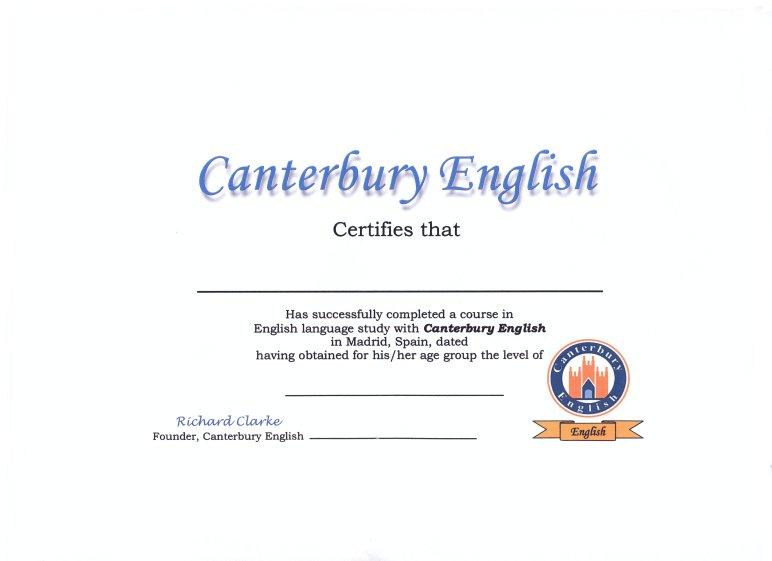 Canterbury English
Certifies that
Has successfully completed a course in
English language study with Canterbury English
in Madrid, Spain, dated
having obtained for his/her age group the level of
Canterbury
English
English
Richard Clarke
Founder, Canterbury English